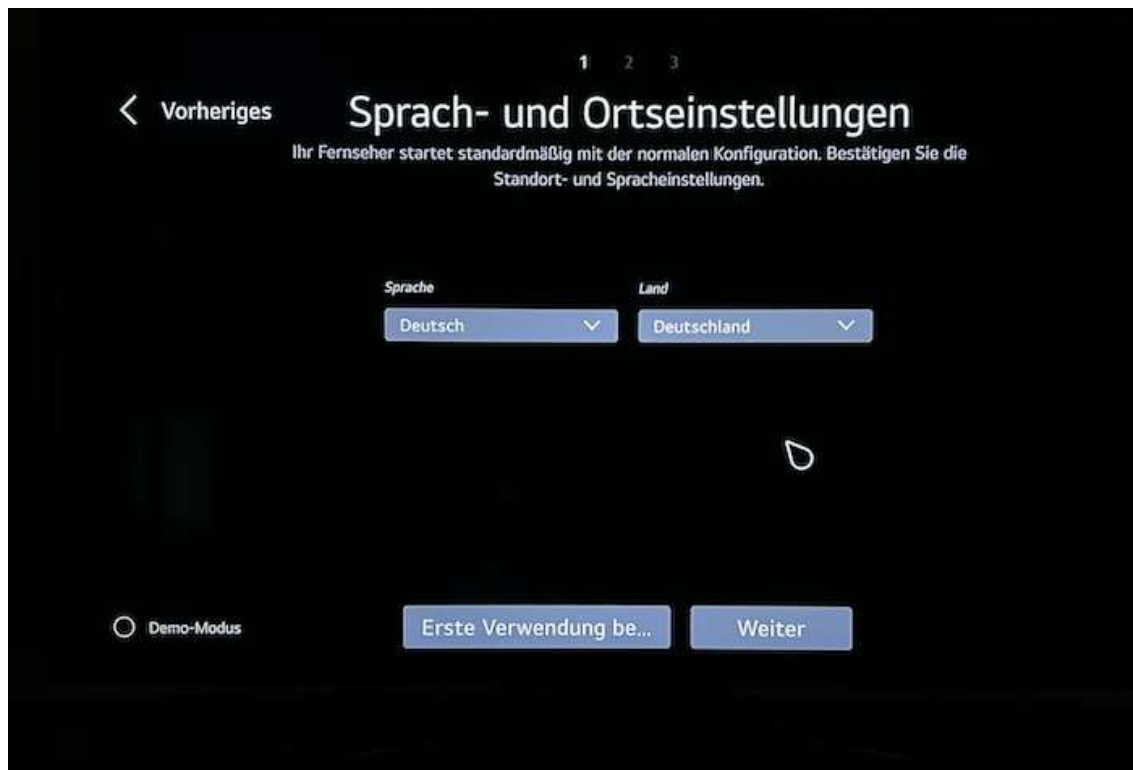 1 2 3
Vorheriges
Sprach- und Ortseinstellungen
Ihr Fernseher startet standardmäßig mit der normalen Konfiguration. Bestätigen Sie die
Standort- und Spracheinstellungen.
Sprache Land
Deutsch Deutschland
Demo-Modus Erste Verwendung be... Weiter